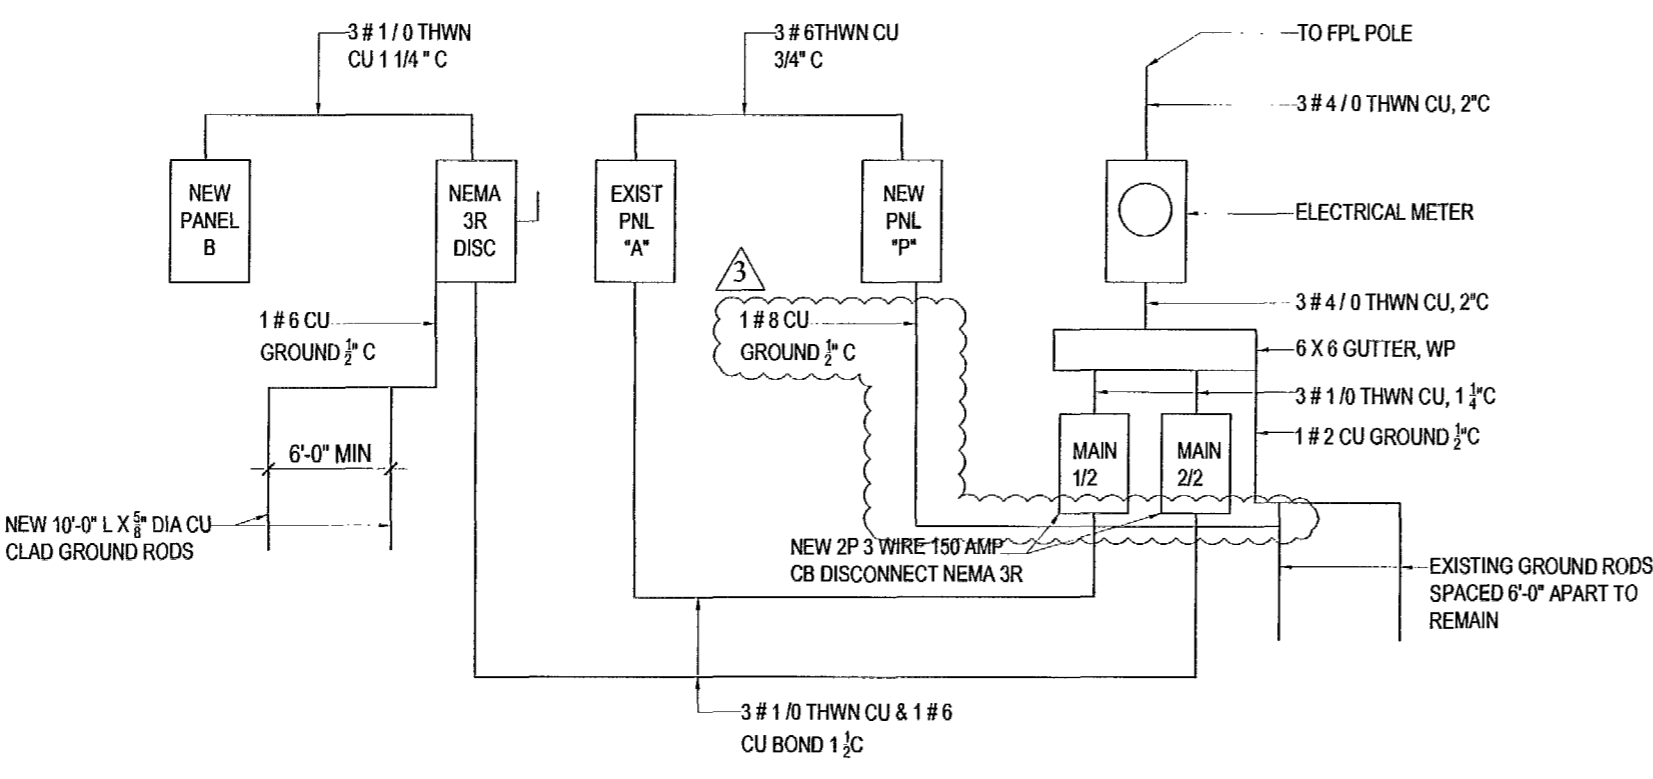 3 # 1 / 0 THWN
CU 1 1/4" C
3 # 6THWN CU
3/4" C
TO FPL POLE
3 # 4 / 0 THWN CU, 2"C
NEW
PANEL
B
NEMA
3R
DISC
EXIST
PNL
"A"
NEW
PNL
"P"
ELECTRICAL METER
3
1 # 6 CU
GROUND ½" C
1 # 8 CU
GROUND ½" C
3 # 4 / 0 THWN CU, 2"C
6 X 6 GUTTER, WP
3 # 1 /0 THWN CU, 1 ¼"C
1 # 2 CU GROUND ½"C
6'-0" MIN
MAIN
1/2
MAIN
2/2
NEW 10'-0" L X ⅝" DIA CU
CLAD GROUND RODS
NEW 2P 3 WIRE 150 AMP
CB DISCONNECT NEMA 3R
EXISTING GROUND RODS
SPACED 6'-0" APART TO
REMAIN
3 # 1 /0 THWN CU & 1 # 6
CU BOND 1 ½"C